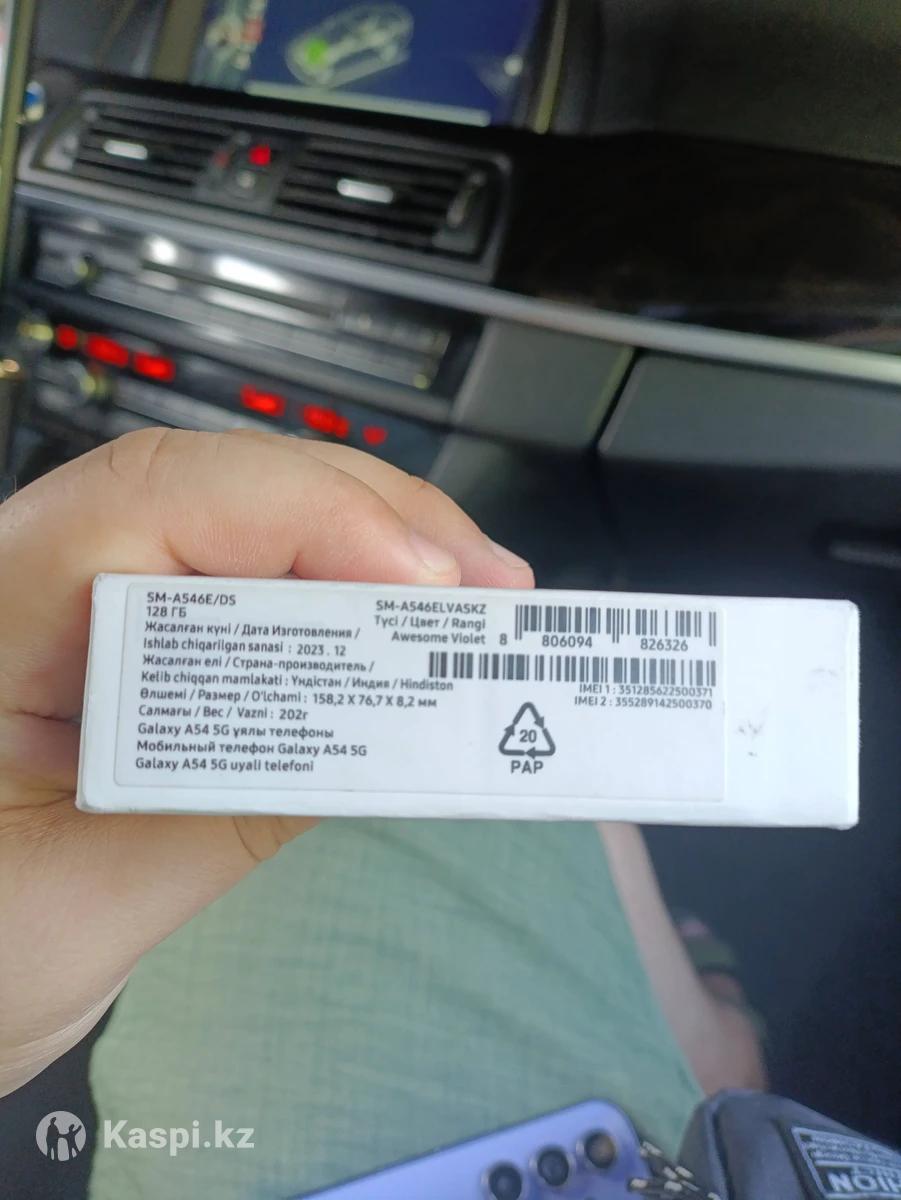 SM-A546E/DS
128 ГБ
Жасалған күні / Дата Изготовления /
Ishlab chiqarilgan sanasi : 2023 . 12
Жасалған елі / Страна-производитель /
Kelib chiqqan mamlakati : Үндістан / Индия / Hindiston
Өлшемі / Размер / O'lchami : 158,2 X 76,7 X 8,2 мм
Салмағы / Вес / Vazni : 202г
Galaxy A54 5G ұялы телефоны
Мобильный телефон Galaxy A54 5G
Galaxy A54 5G uyali telefoni
SM-A546ELVASKZ
Түсі / Цвет / Rangi
Awesome Violet
8 806094 826326
IMEI 1 : 351285622500371
IMEI 2 : 355289142500370
20
PAP
Kaspi.kz